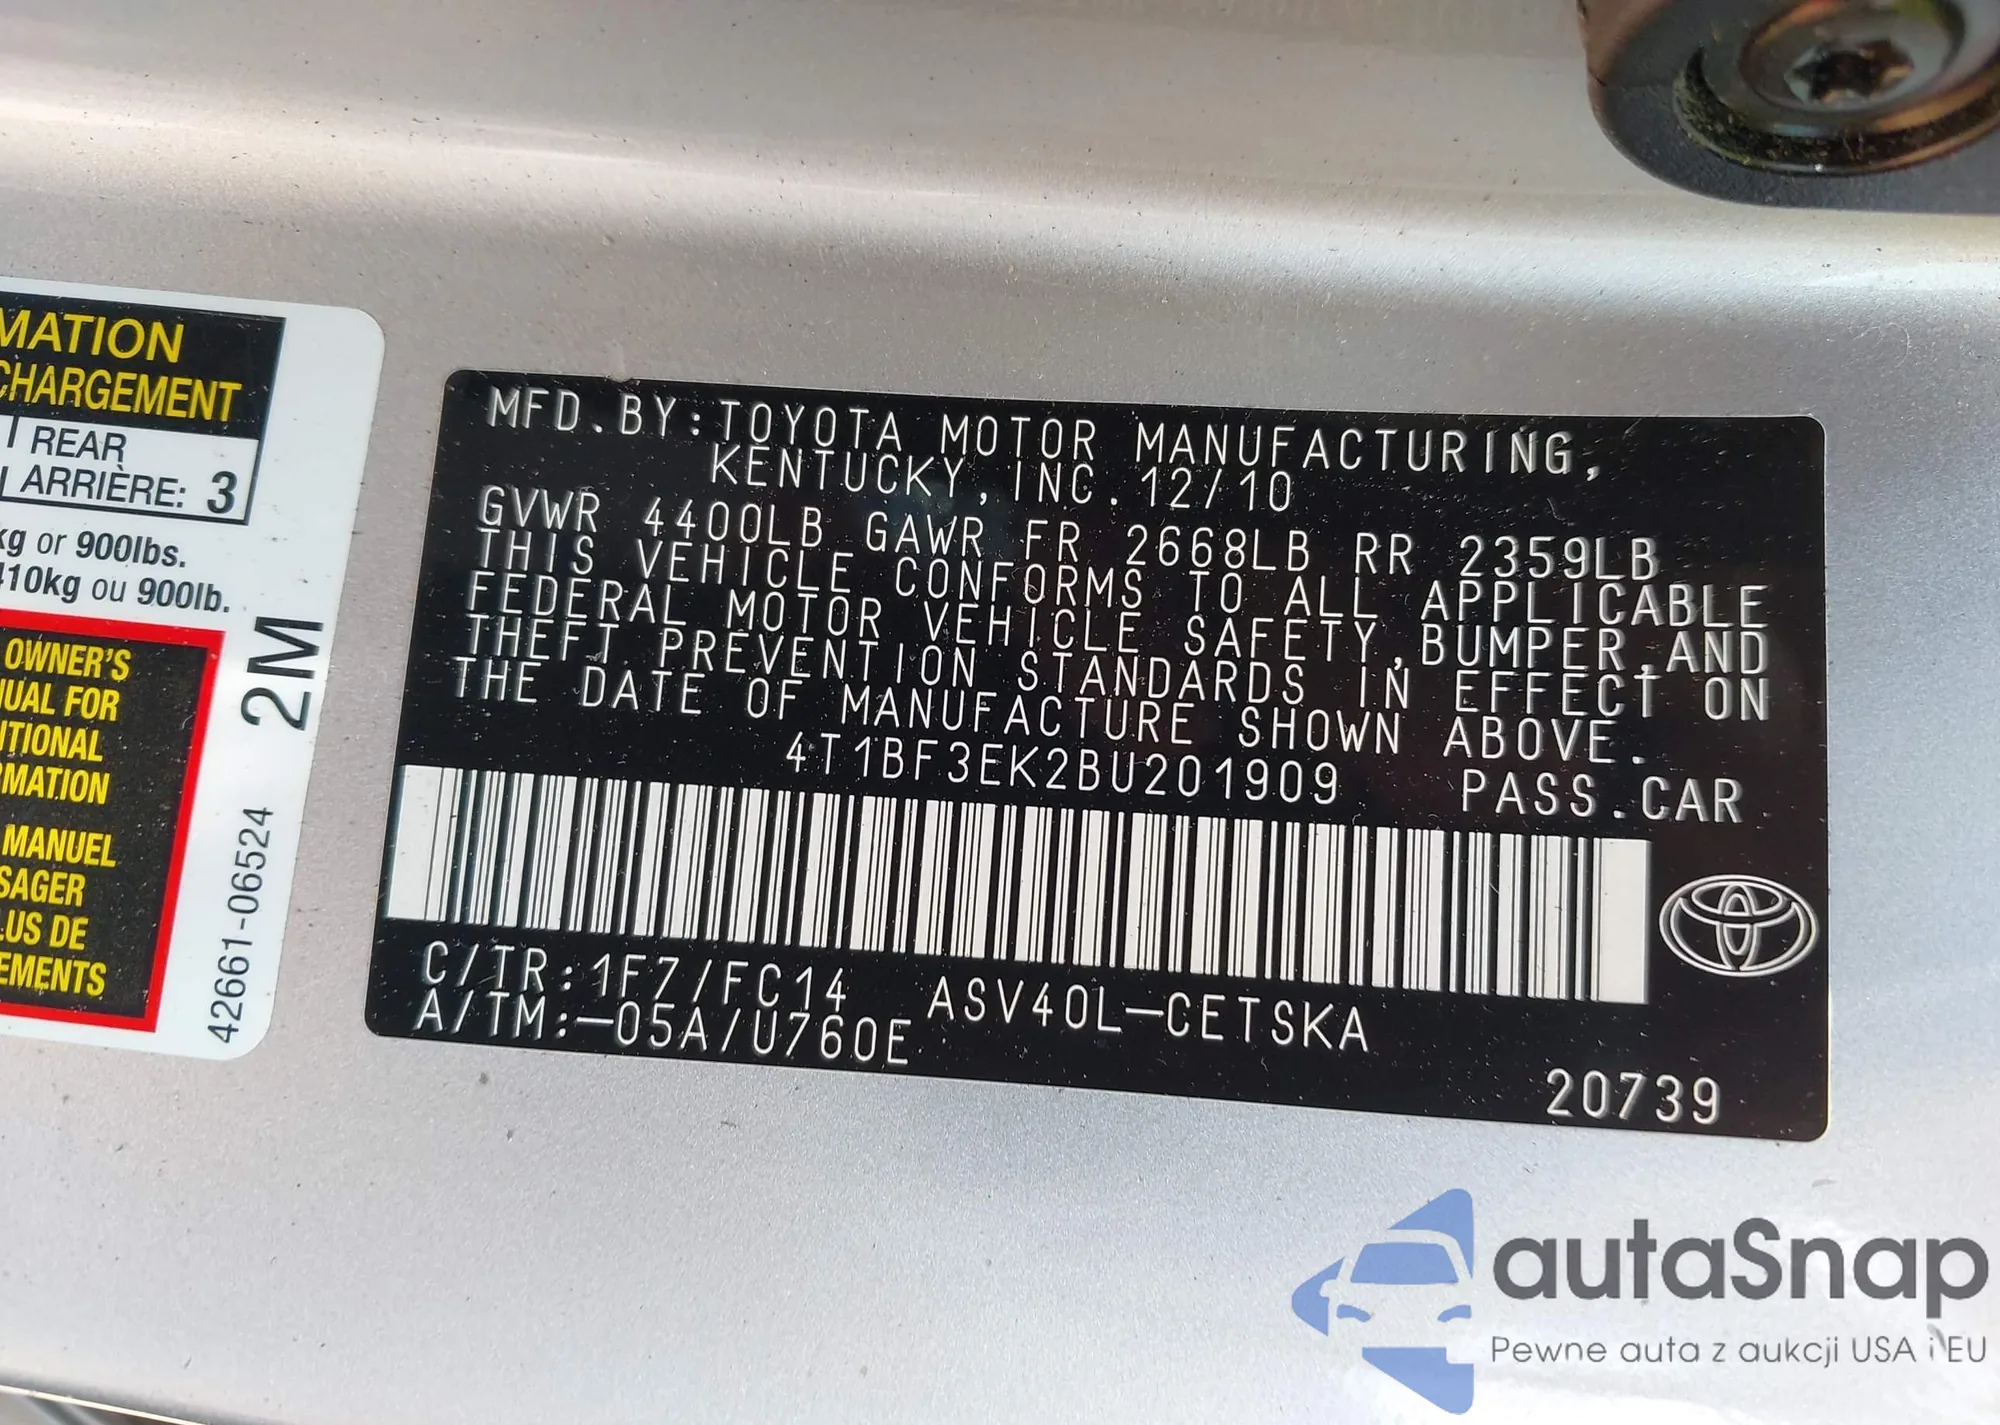 MATION
CHARGEMENT
REAR
ARRIÈRE: 3
kg or 900lbs.
410kg ou 900lb.
OWNER'S
UAL FOR
ITIONAL
RMATION
MANUEL
SAGER
LUS DE
EMENTS
2M
42661-06524
MFD.BY:TOYOTA MOTOR MANUFACTURING,
KENTUCKY, INC. 12/10
GVWR 4400LB GAWR FR 2668LB RR 2359LB
THIS VEHICLE CONFORMS TO ALL APPLICABLE
FEDERAL MOTOR VEHICLE SAFETY,BUMPER,AND
THEFT PREVENTION STANDARDS IN EFFECT ON
THE DATE OF MANUFACTURE SHOWN ABOVE.
4T1BF3EK2BU201909 PASS.CAR
C/TR:1F7/FC14 ASV40L-CETSKA
A/TM:-05A/U760E
20739
autaSnap
Pewne auta z aukcji USA i EU